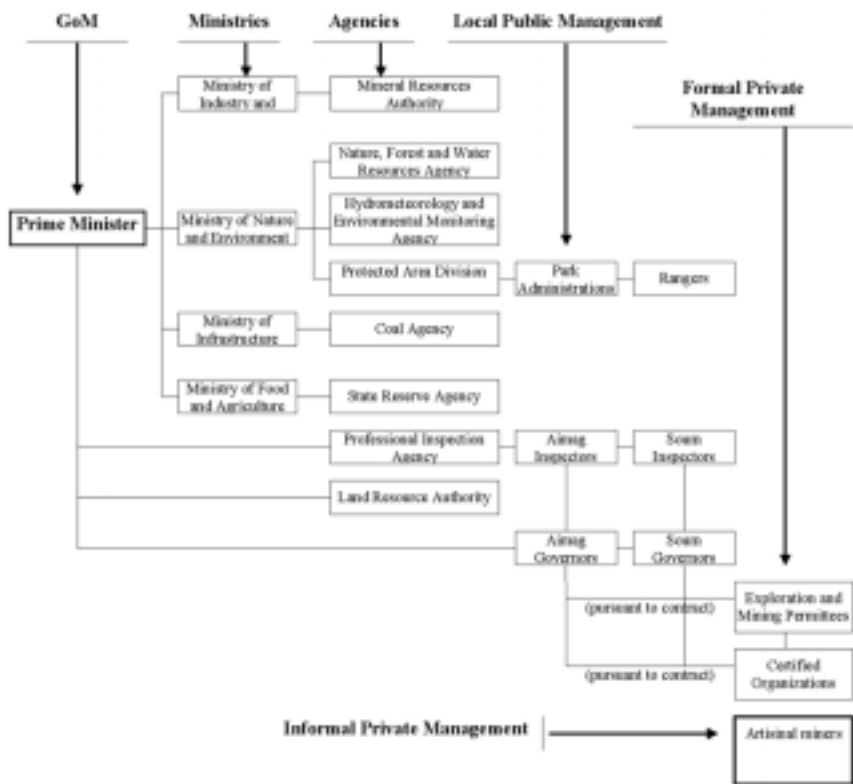 GoM
Ministries
Agencies
Local Public Management
Formal Private
Management
Ministry of
Industry and
Mineral Resources
Authority
Nature, Forest and Water
Resources Agency
Prime Minister
Ministry of Nature
and Environment
Hydrometeorology and
Environmental Monitoring
Agency
Protected Area Division
Park
Administrations
Rangers
Ministry of
Infrastructure
Coal Agency
Ministry of Food
and Agriculture
State Reserve Agency
Professional Inspection
Agency
Aimag
Inspectors
Soum
Inspectors
Land Resource Authority
Aimag
Governors
Soum
Governors
(pursuant to contract)
Exploration and
Mining Permittees
(pursuant to contract)
Certified
Organizations
Informal Private Management
Artisinal miners